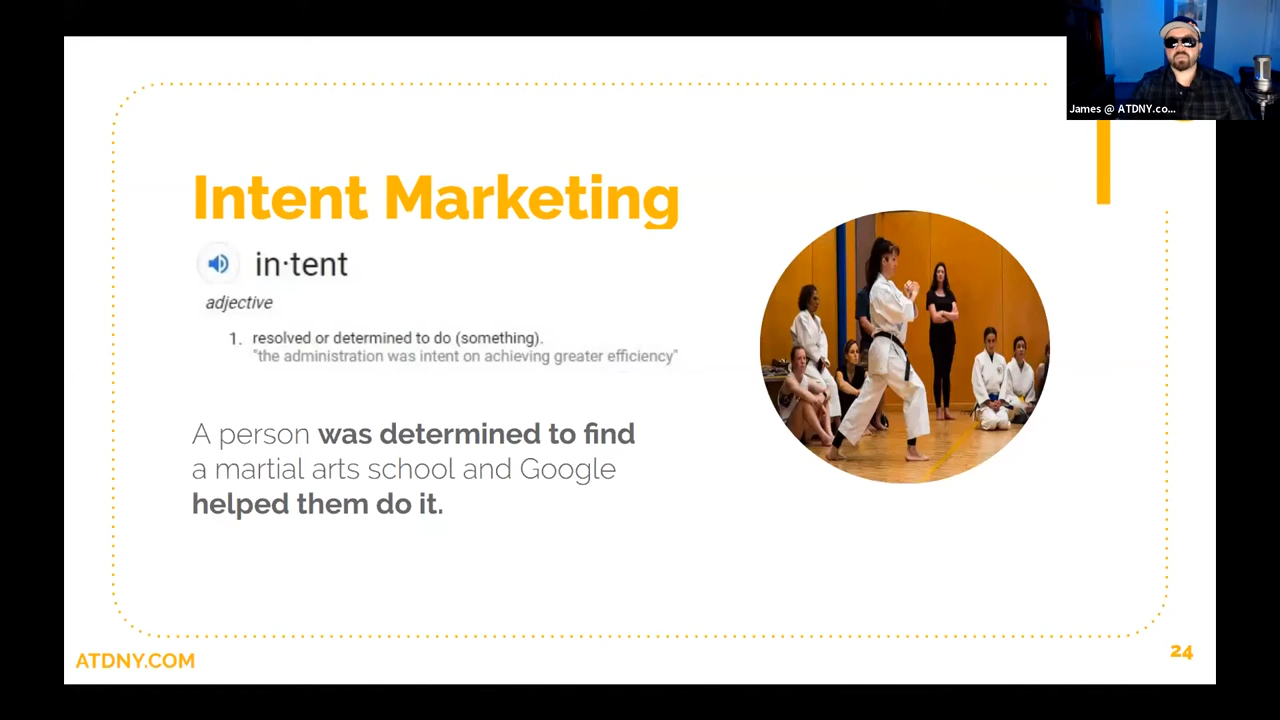 James @ ATDNY.co...
Intent Marketing
in·tent
adjective
1. resolved or determined to do (something).
"the administration was intent on achieving greater efficiency"
A person was determined to find
a martial arts school and Google
helped them do it.
ATDNY.COM
24